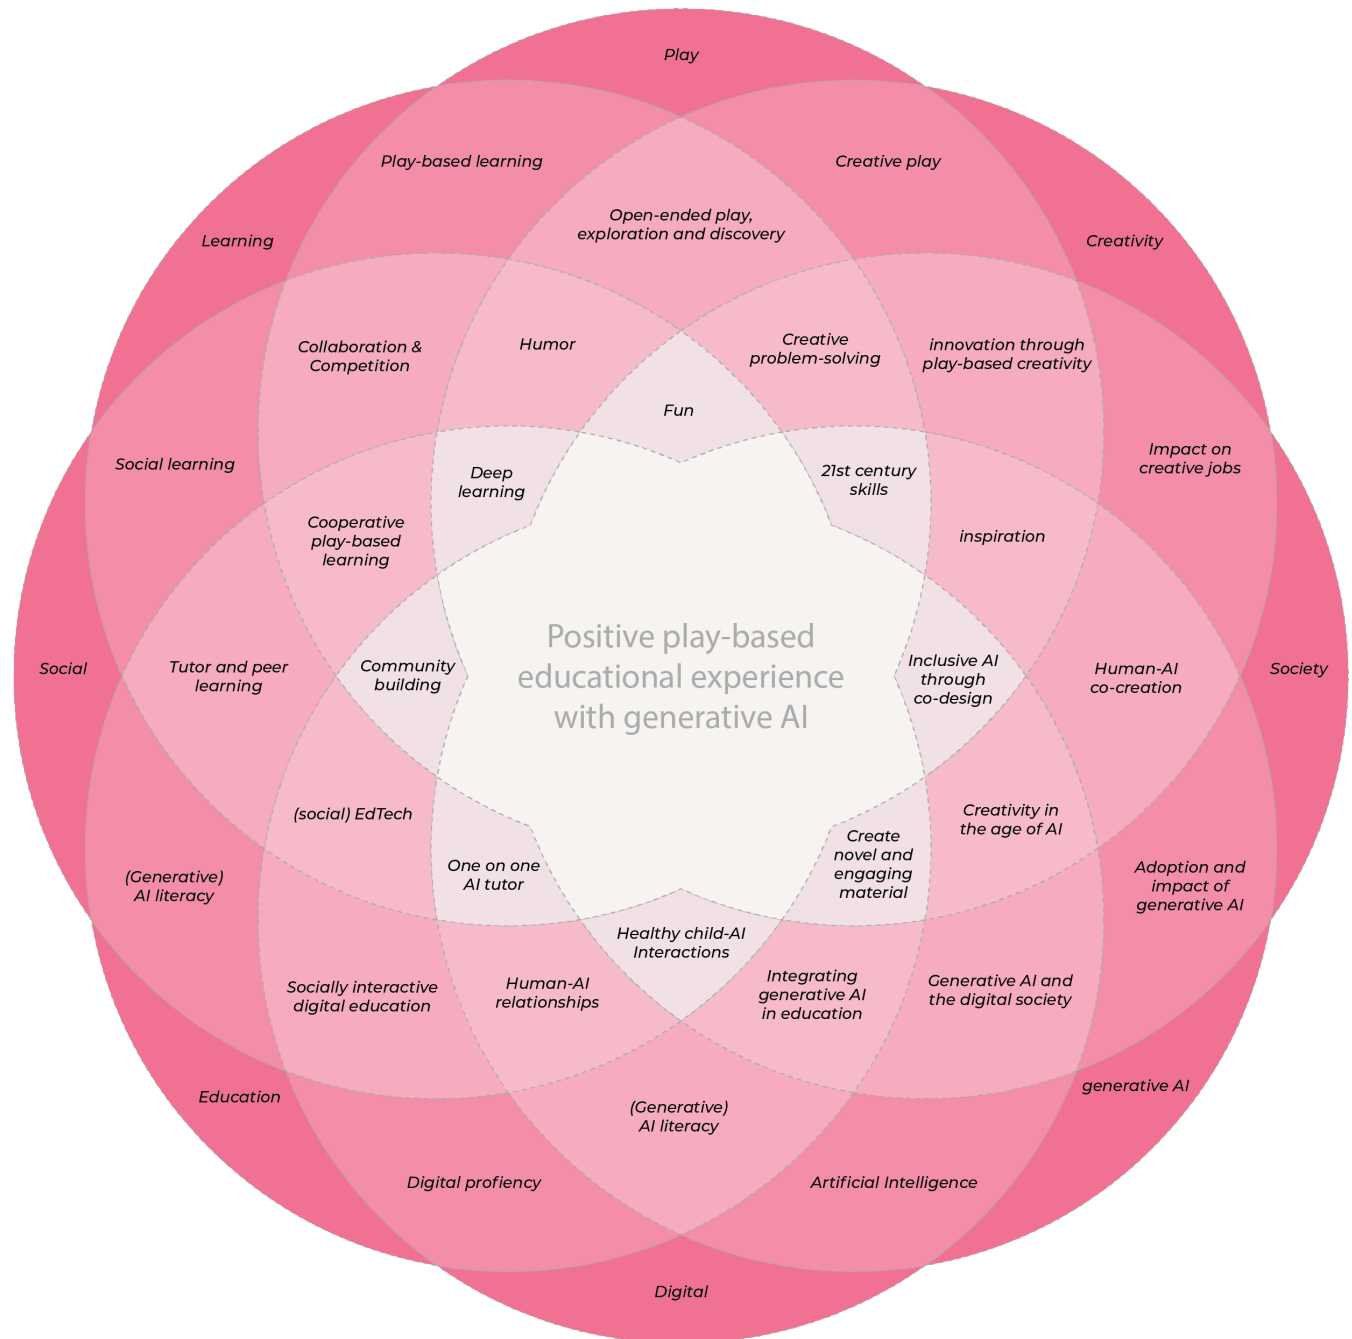 Play
Play-based learning
Creative play
Open-ended play,
exploration and discovery
Learning
Creativity
Collaboration &
Competition
Humor
Creative
problem-solving
innovation through
play-based creativity
Fun
Social learning
Deep
learning
21st century
skills
Impact on
creative jobs
Cooperative
play-based
learning
inspiration
Positive play-based
educational experience
with generative AI
Social
Tutor and peer
learning
Community
building
Inclusive AI
through
co-design
Human-AI
co-creation
Society
(social) EdTech
Creativity in
the age of AI
(Generative)
AI literacy
One on one
AI tutor
Create
novel and
engaging
material
Adoption and
impact of
generative AI
Healthy child-AI
Interactions
Socially interactive
digital education
Human-AI
relationships
Integrating
generative AI
in education
Generative AI and
the digital society
Education
generative AI
(Generative)
AI literacy
Digital profiency
Artificial Intelligence
Digital